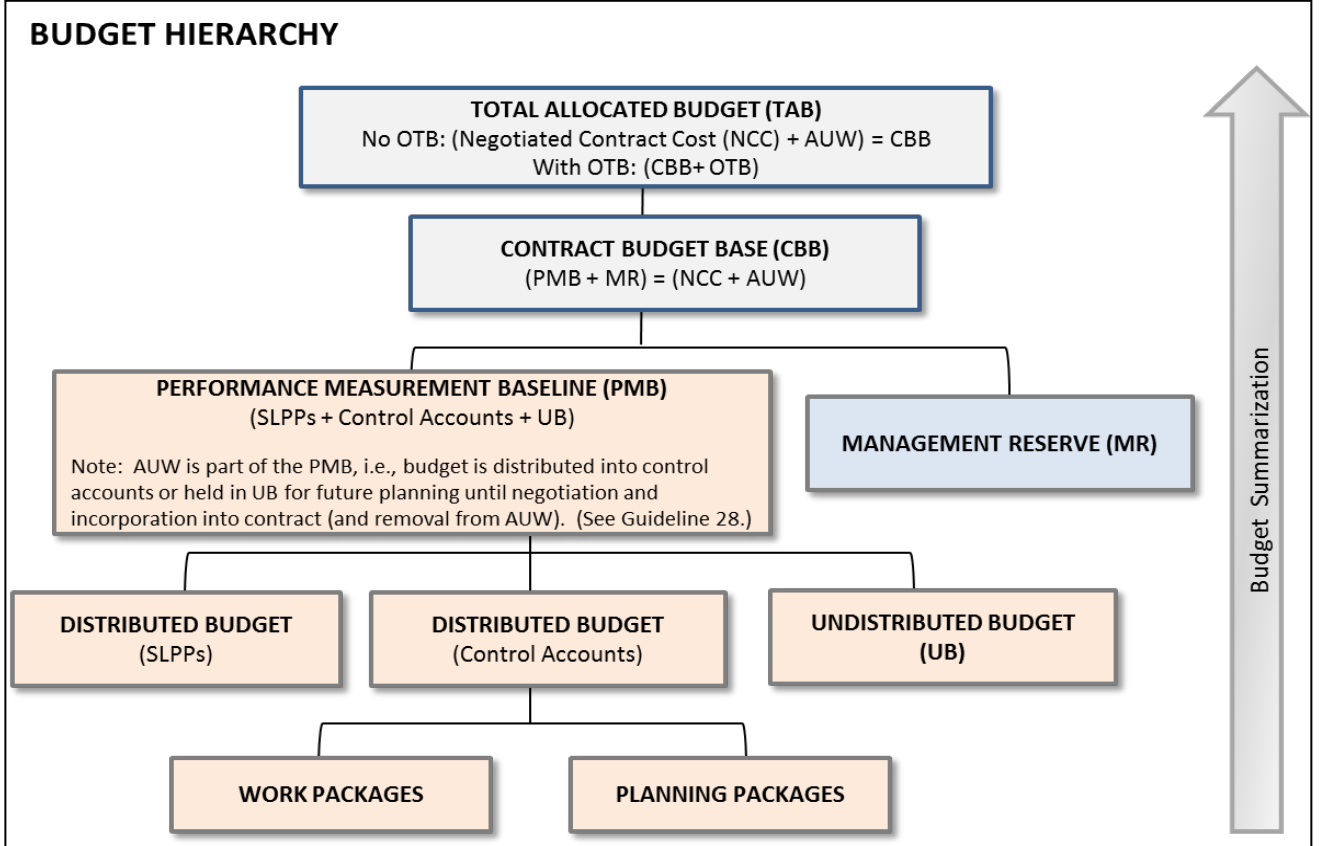 BUDGET HIERARCHY
TOTAL ALLOCATED BUDGET (TAB)
No OTB: (Negotiated Contract Cost (NCC) + AUW) = CBB
With OTB: (CBB+ OTB)
CONTRACT BUDGET BASE (CBB)
(PMB + MR) = (NCC + AUW)
PERFORMANCE MEASUREMENT BASELINE (PMB)
(SLPPs + Control Accounts + UB)
Note: AUW is part of the PMB, i.e., budget is distributed into control
accounts or held in UB for future planning until negotiation and
incorporation into contract (and removal from AUW). (See Guideline 28.)
MANAGEMENT RESERVE (MR)
DISTRIBUTED BUDGET
(SLPPs)
DISTRIBUTED BUDGET
(Control Accounts)
UNDISTRIBUTED BUDGET
(UB)
WORK PACKAGES
PLANNING PACKAGES
Budget Summarization